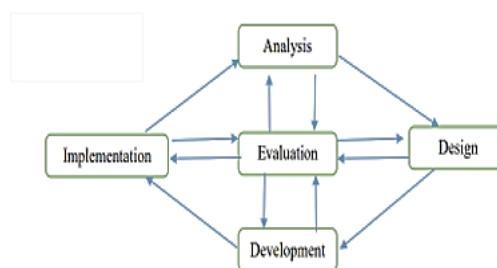 Analysis
Implementation
Evaluation
Design
Development